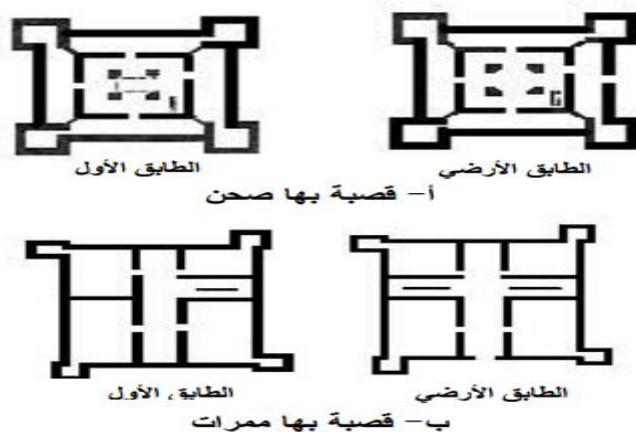 الطابق الأرضي الطابق الأول
أ- قصبة بها صحن
الطابق الأرضي الطابق الأول
ب- قصبة بها ممرات